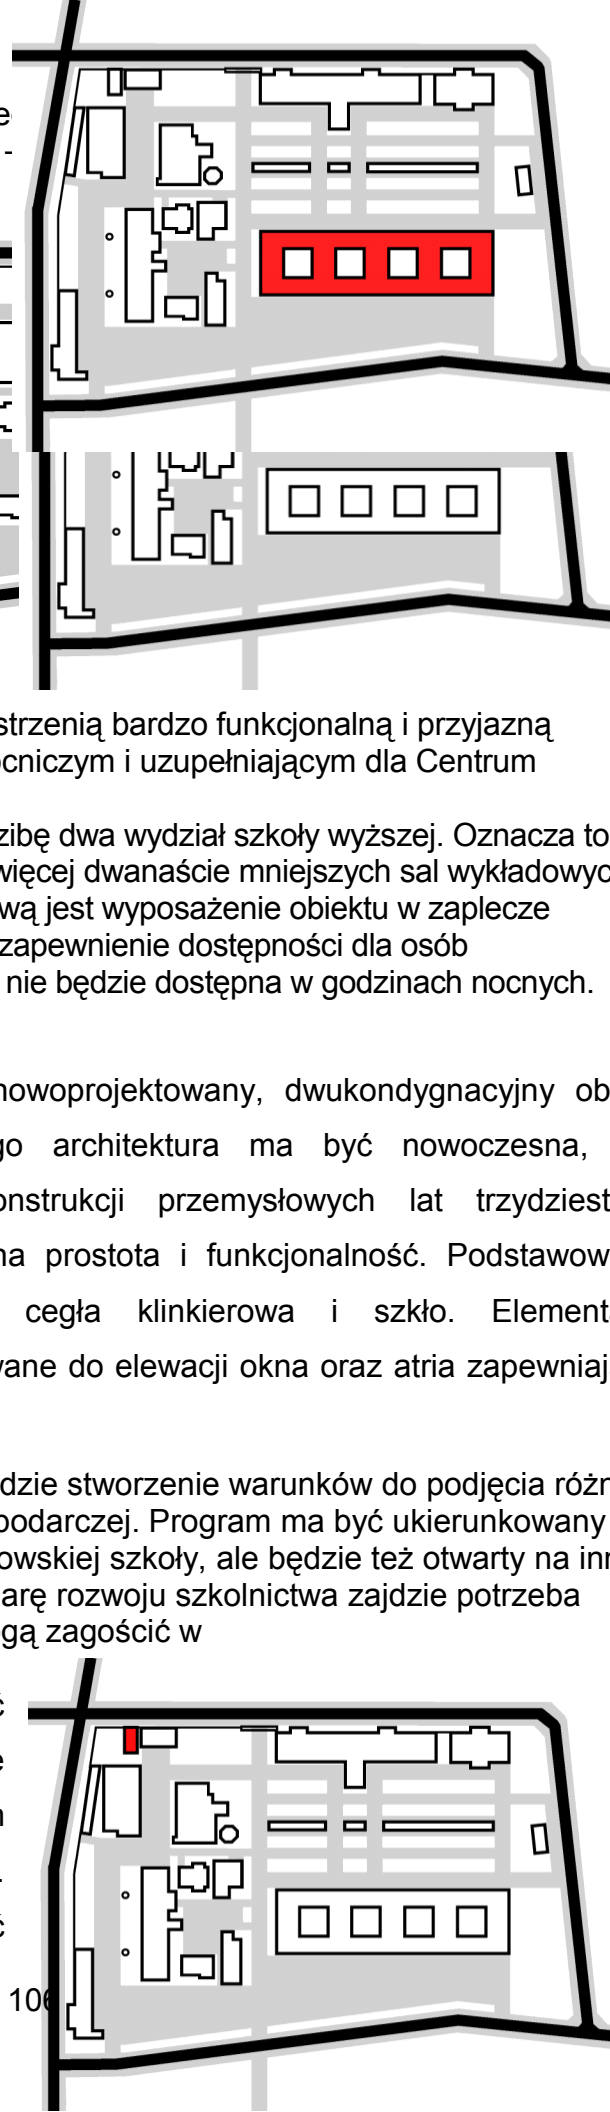 e
-
strzenią bardzo funkcjonalną i przyjazną
ocniczym i uzupełniającym dla Centrum
zibę dwa wydział szkoły wyższej. Oznacza to
więcej dwanaście mniejszych sal wykładowyc
wą jest wyposażenie obiektu w zaplecze
zapewnienie dostępności dla osób
nie będzie dostępna w godzinach nocnych.
nowoprojektowany, dwukondygnacyjny ob
go architektura ma być nowoczesna,
onstrukcji przemysłowych lat trzydziest
na prostota i funkcjonalność. Podstawow
cegła klinkierowa i szkło. Elementa
wane do elewacji okna oraz atria zapewniaj
dzie stworzenie warunków do podjęcia różn
podarczej. Program ma być ukierunkowany
owskiej szkoły, ale będzie też otwarty na inn
arę rozwoju szkolnictwa zajdzie potrzeba
gą zagościć w
ć
e
n
.
ć
106